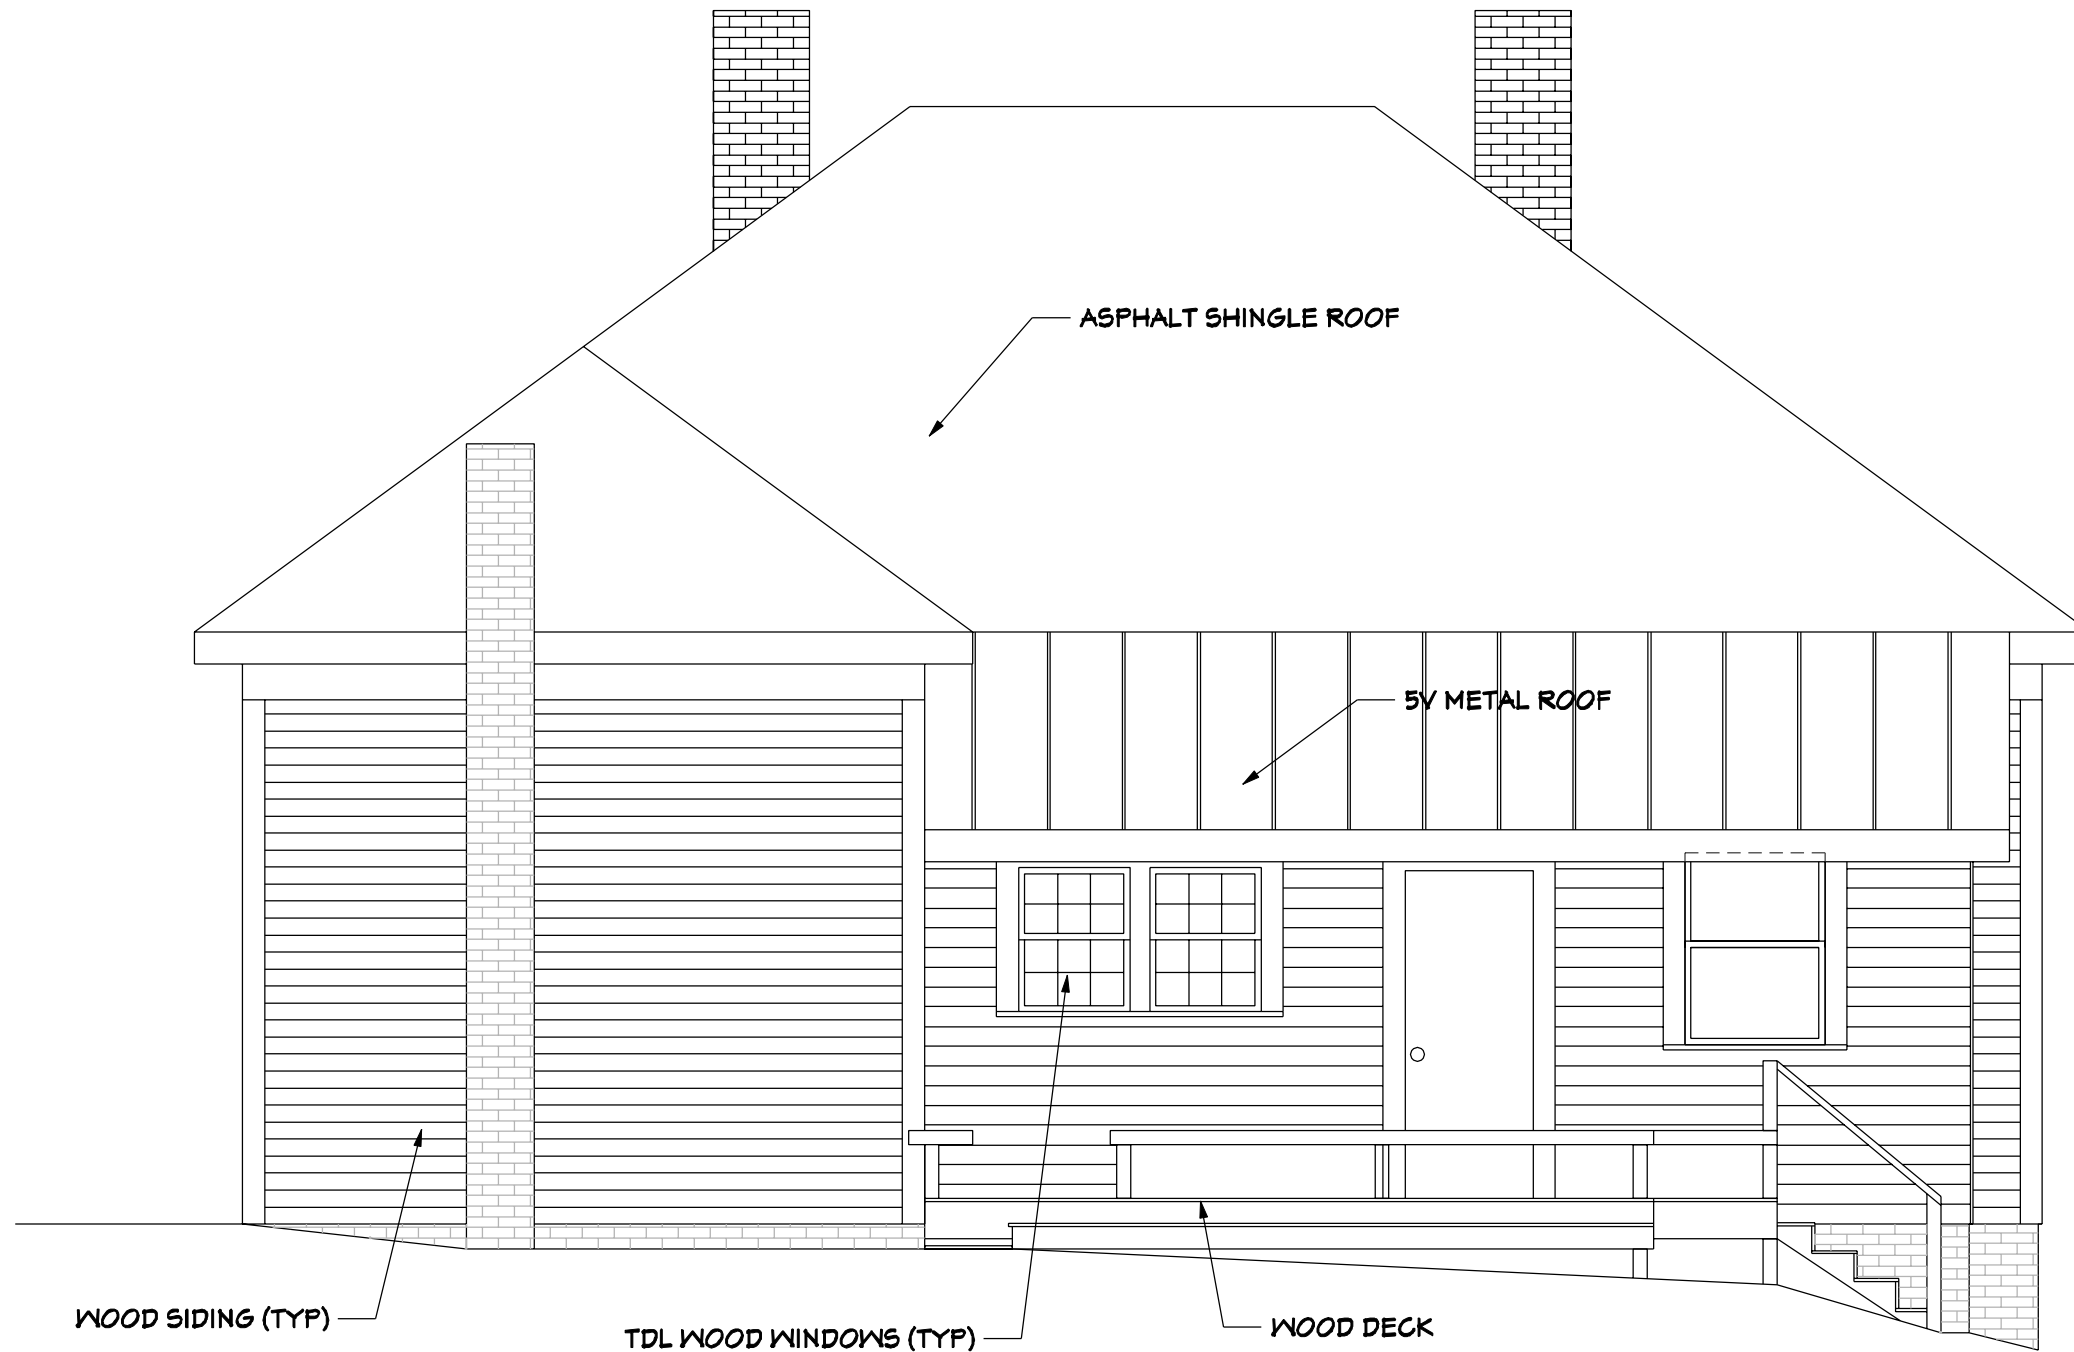 ASPHALT SHINGLE ROOF
5V METAL ROOF
WOOD SIDING (TYP)
TDL WOOD WINDOWS (TYP)
WOOD DECK